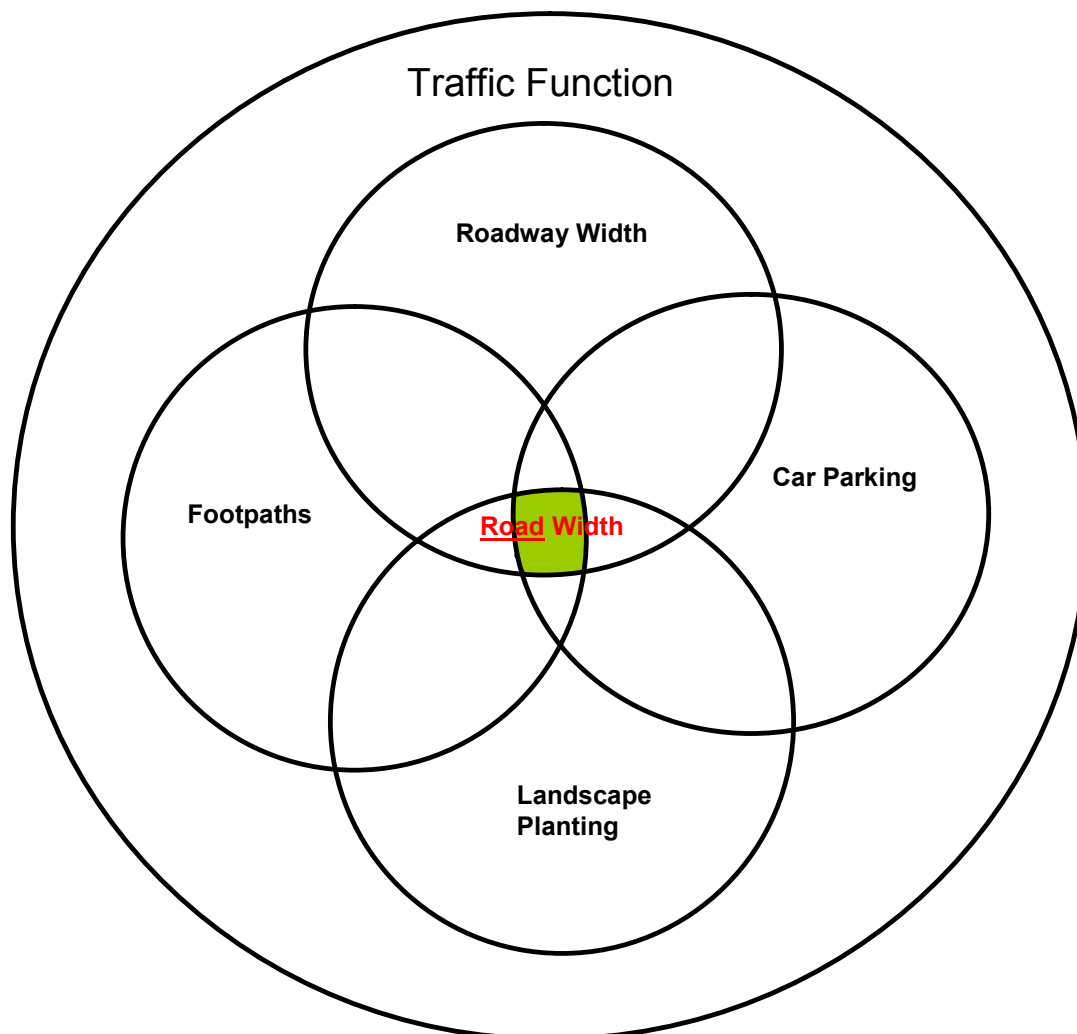 Traffic Function
Roadway Width
Car Parking
Footpaths
Road Width
Landscape
Planting